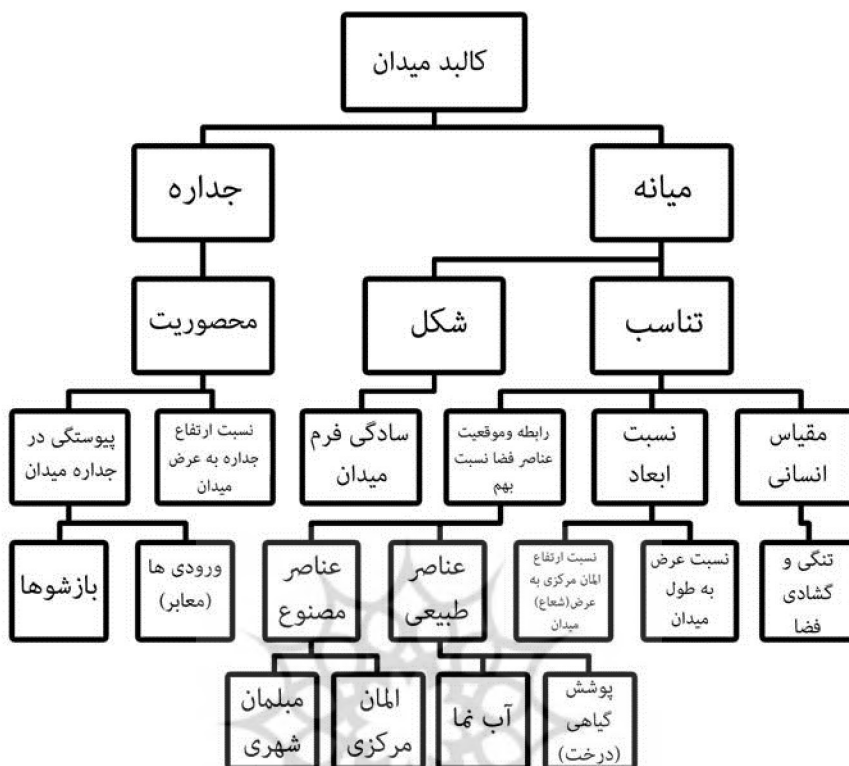 کالبد میدان
میانه
جداره
تناسب
شکل
محصوریت
مقیاس
انسانی
نسبت
ابعاد
رابطه وموقعیت
عناصر فضا نسبت
بهم
سادگی فرم
میدان
نسبت ارتفاع
جداره به عرض
میدان
پیوستگی در
جداره میدان
تنگی و
گشادی
فضا
نسبت عرض
به طول
میدان
نسبت ارتفاع
المان مرکزی به
عرض(شعاع)
میدان
عناصر
طبیعی
عناصر
مصنوع
ورودی ها
(معابر)
بازشوها
پوشش
گیاهی
(درخت)
آب نما
المان
مرکزی
مبلمان
شهری